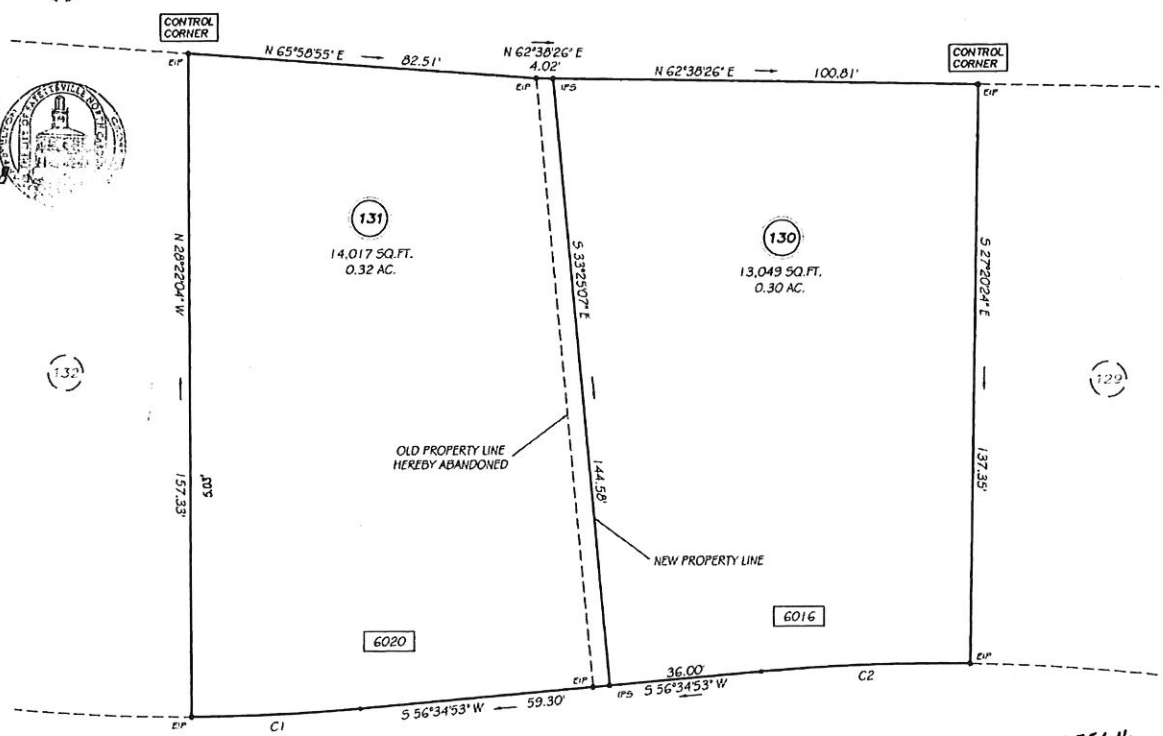 CONTROL
CORNER
CONTROL
CORNER
N 65°58'55" E
82.51'
N 62°38'26" E
4.02'
N 62°38'26" E
100.81'
EIP
EIP
IPS
EIP
131
14,017 SQ.FT.
0.32 AC.
130
13,049 SQ.FT.
0.30 AC.
N 28°22'04" W
157.33'
5.03'
S 33°25'07" E
144.58'
S 27°20'24" E
137.35'
132
129
OLD PROPERTY LINE
HEREBY ABANDONED
NEW PROPERTY LINE
6020
6016
EIP
C1
S 56°34'53" W
59.30'
EIP
IPS
36.00'
S 56°34'53" W
C2
EIP